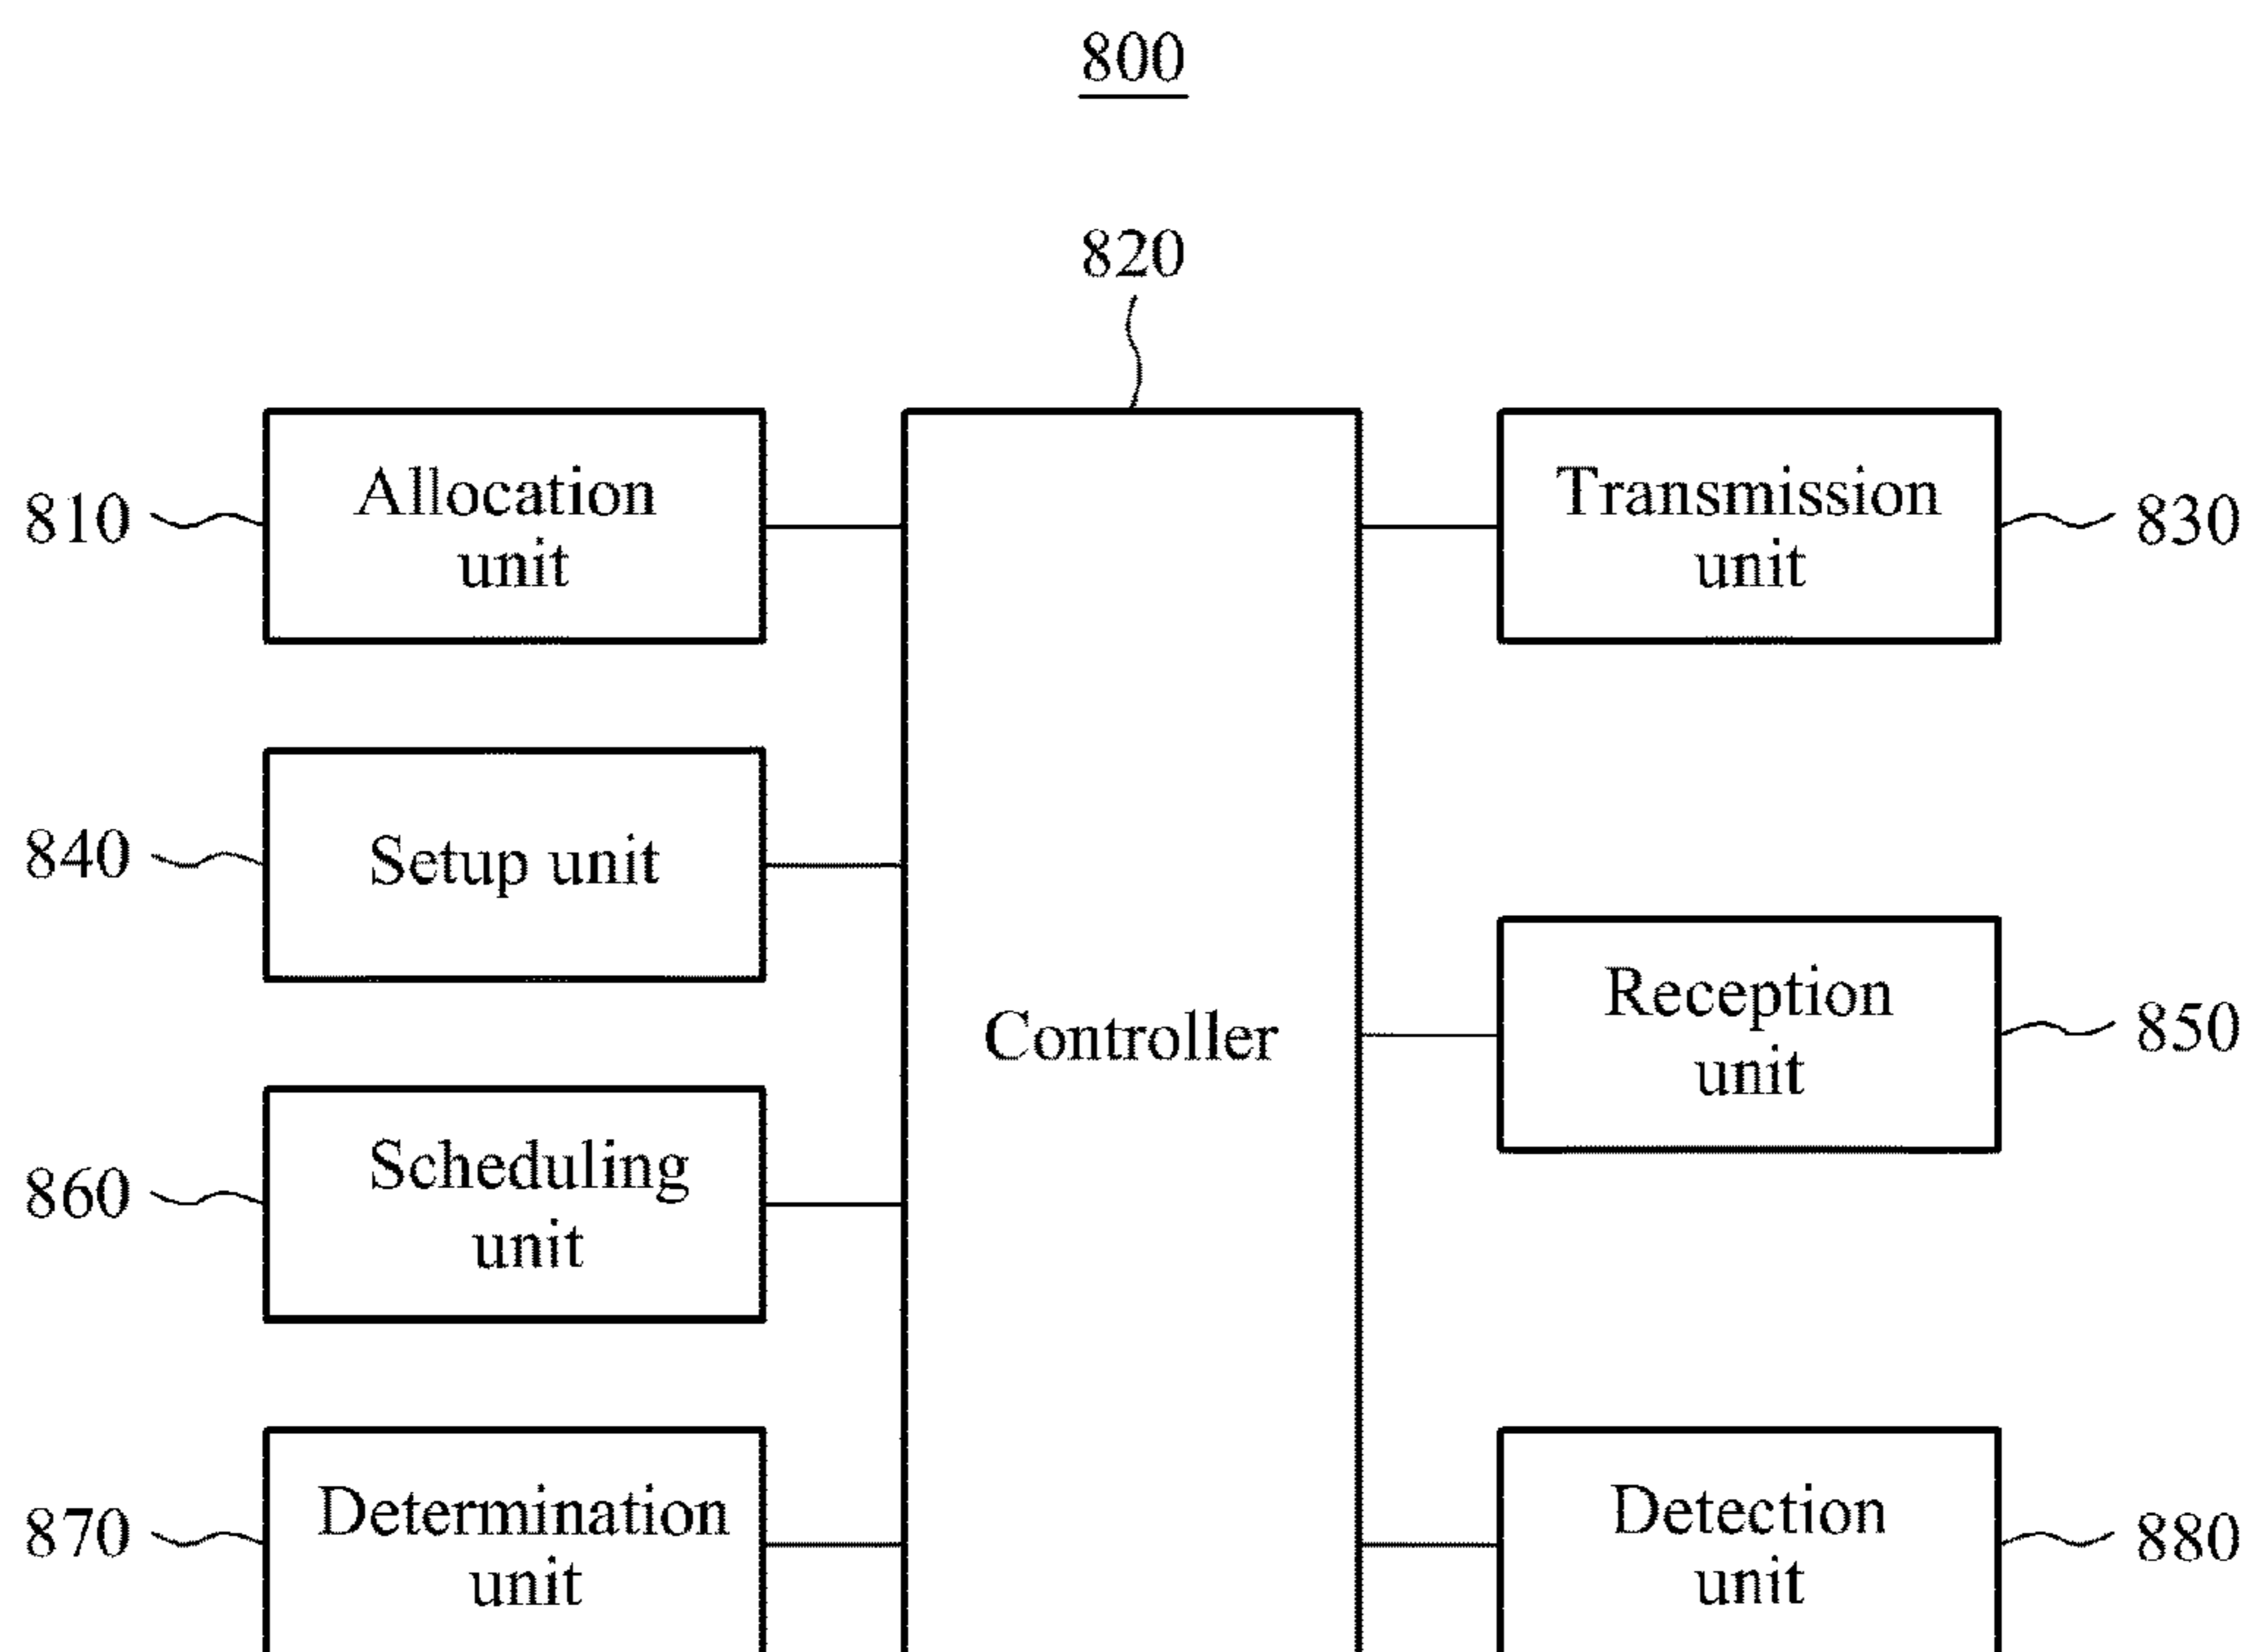 800
820
810
Allocation
unit
Transmission
unit
830
840
Setup unit
Controller
Reception
unit
850
860
Scheduling
unit
870
Determination
unit
Detection
unit
880